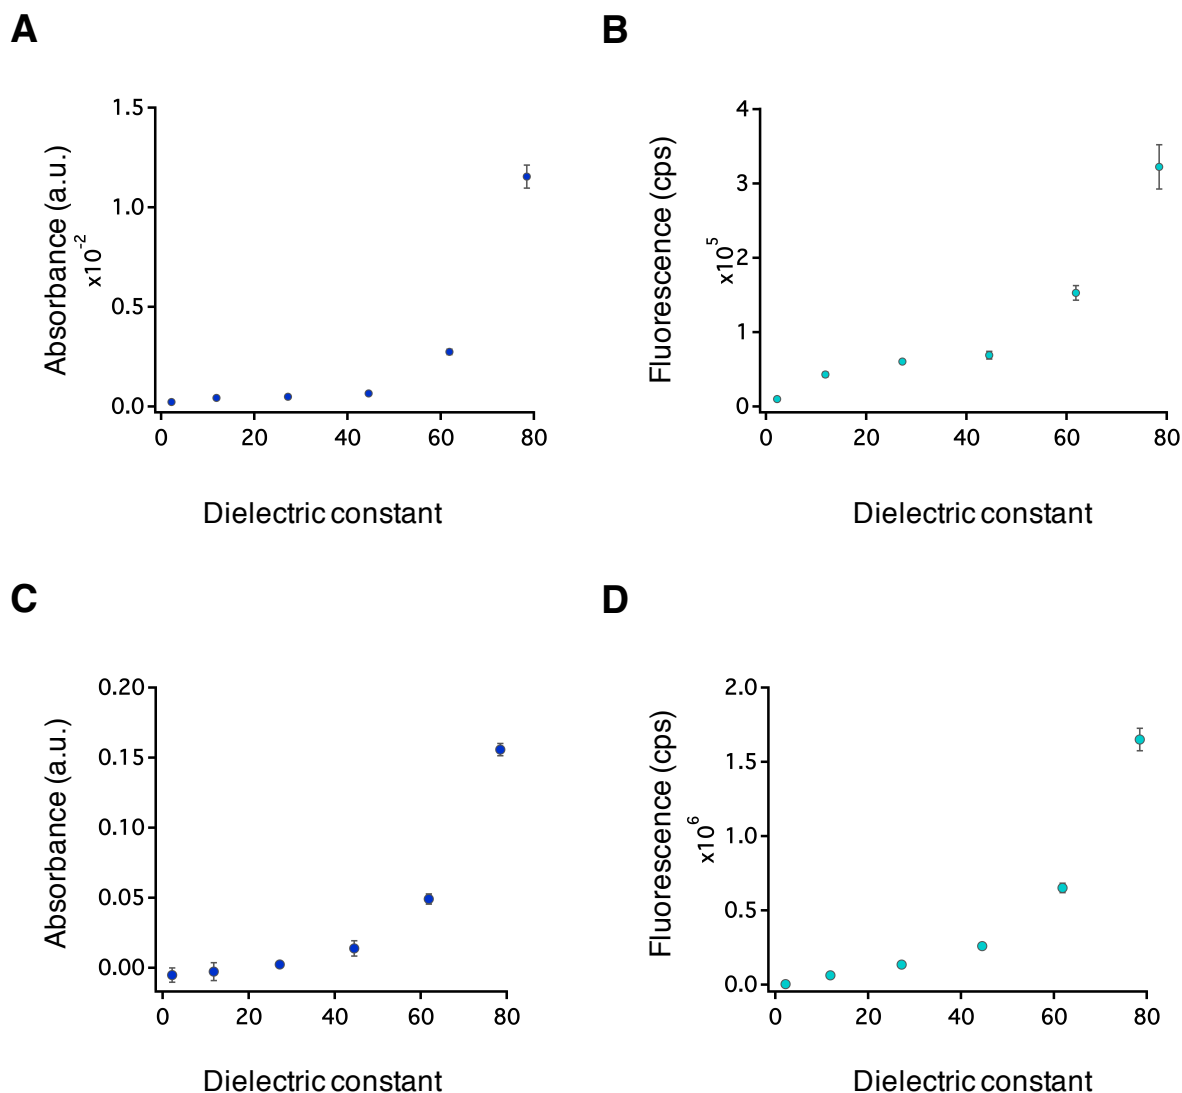 A
B
1.5
1.0
0.5
0.0
Absorbance (a.u.)
x10-2
0 20 40 60 80
Dielectric constant
4
3
2
1
0
Fluorescence (cps)
x105
0 20 40 60 80
Dielectric constant
C
D
0.20
0.15
0.10
0.05
0.00
Absorbance (a.u.)
0 20 40 60 80
Dielectric constant
2.0
1.5
1.0
0.5
0.0
Fluorescence (cps)
x106
0 20 40 60 80
Dielectric constant